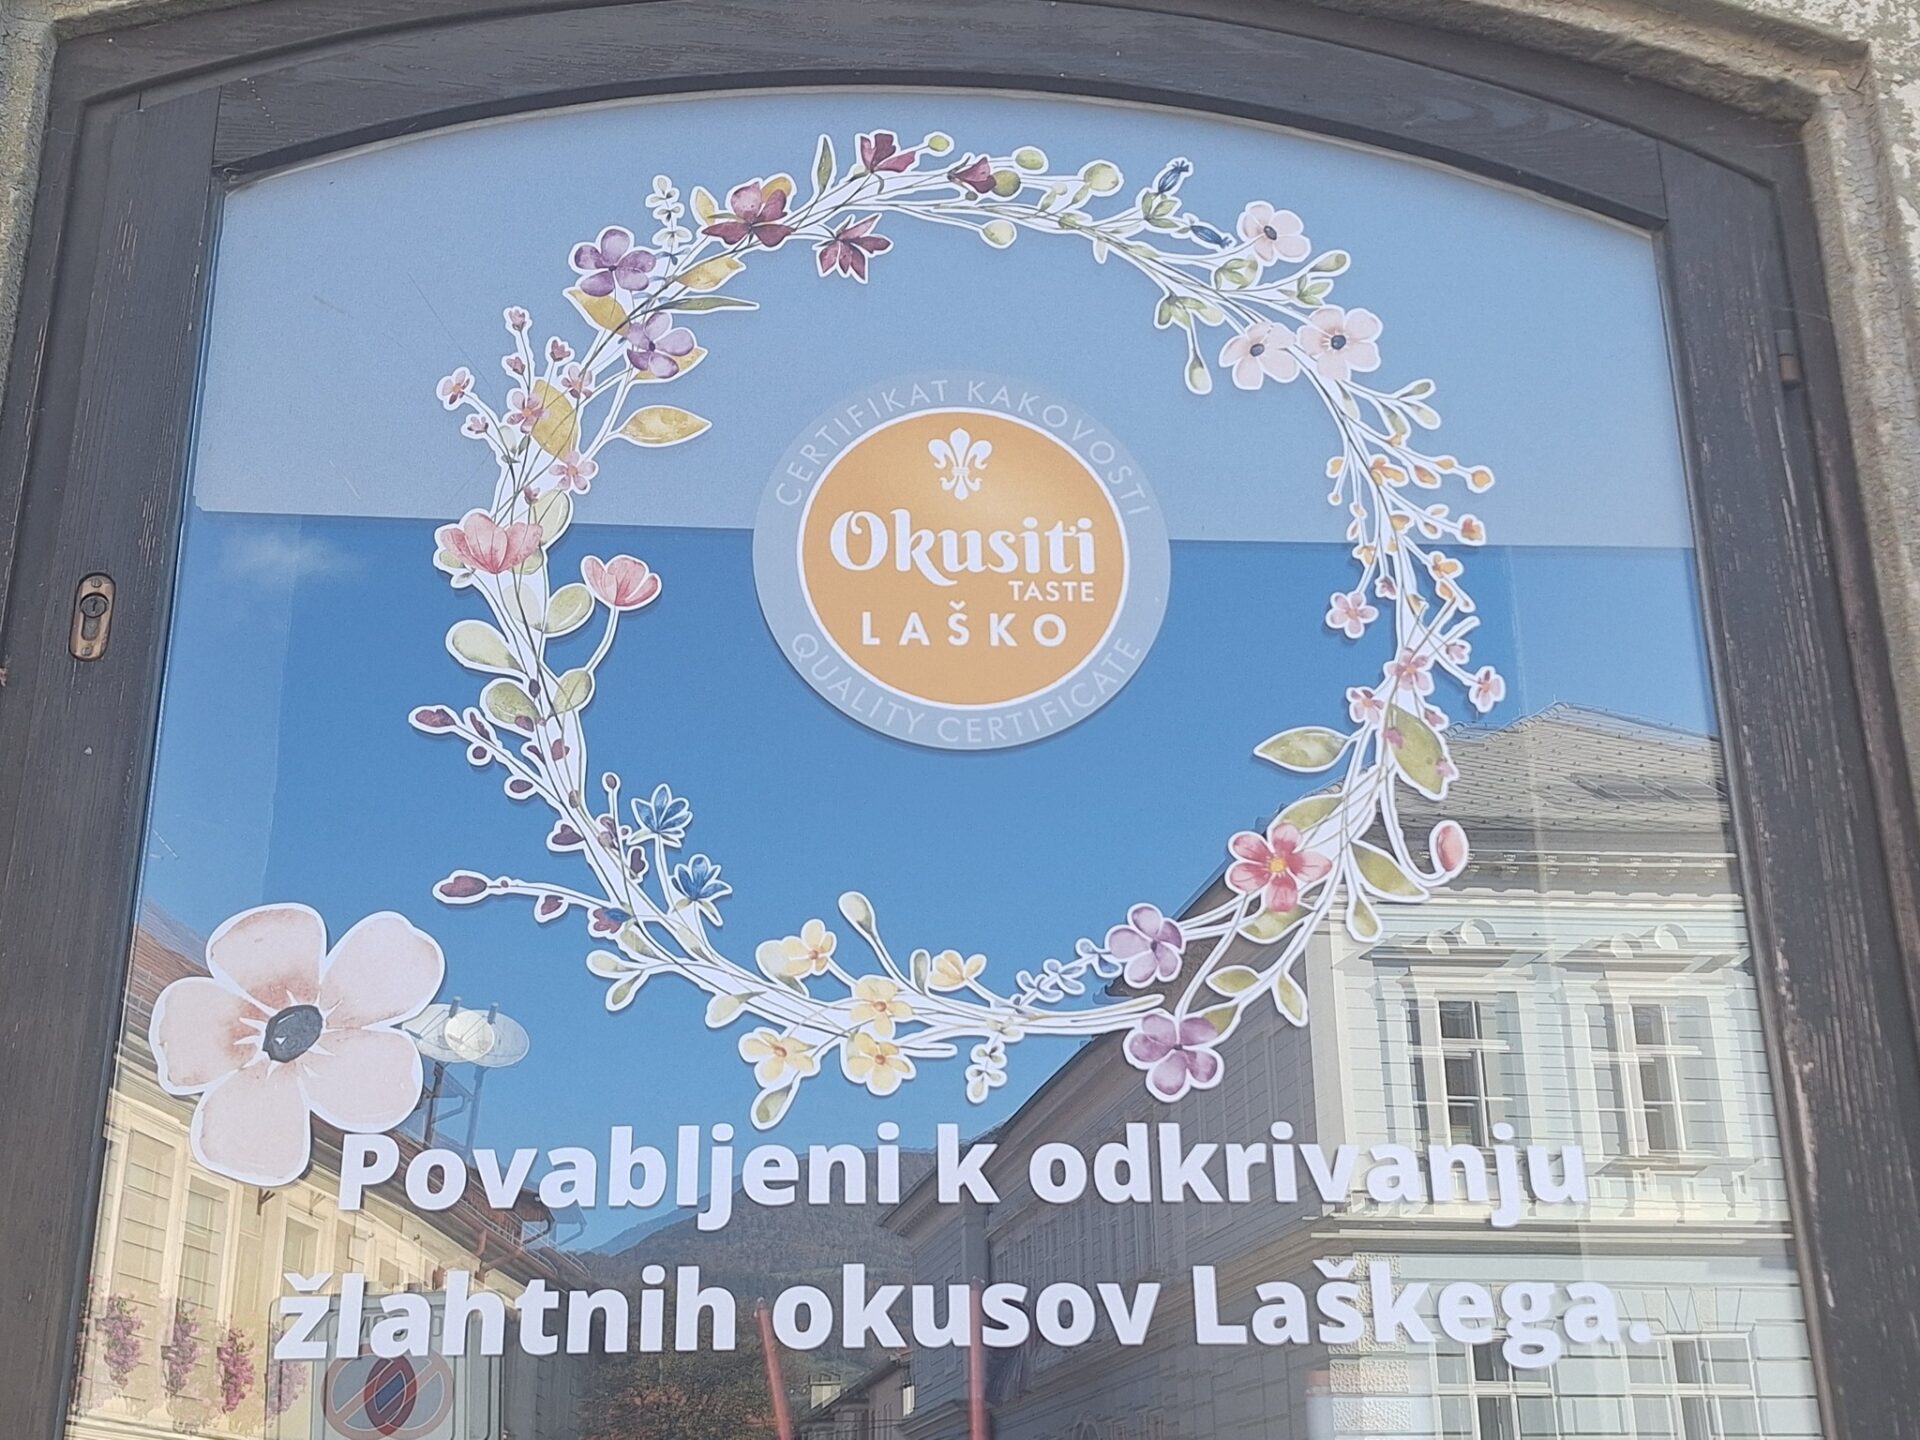 CERTIFIKAT KAKOVOSTI
Okusiti
TASTE
LAŠKO
QUALITY CERTIFICATE
Povabljeni k odkrivanju
žlahtnih okusov Laškega.